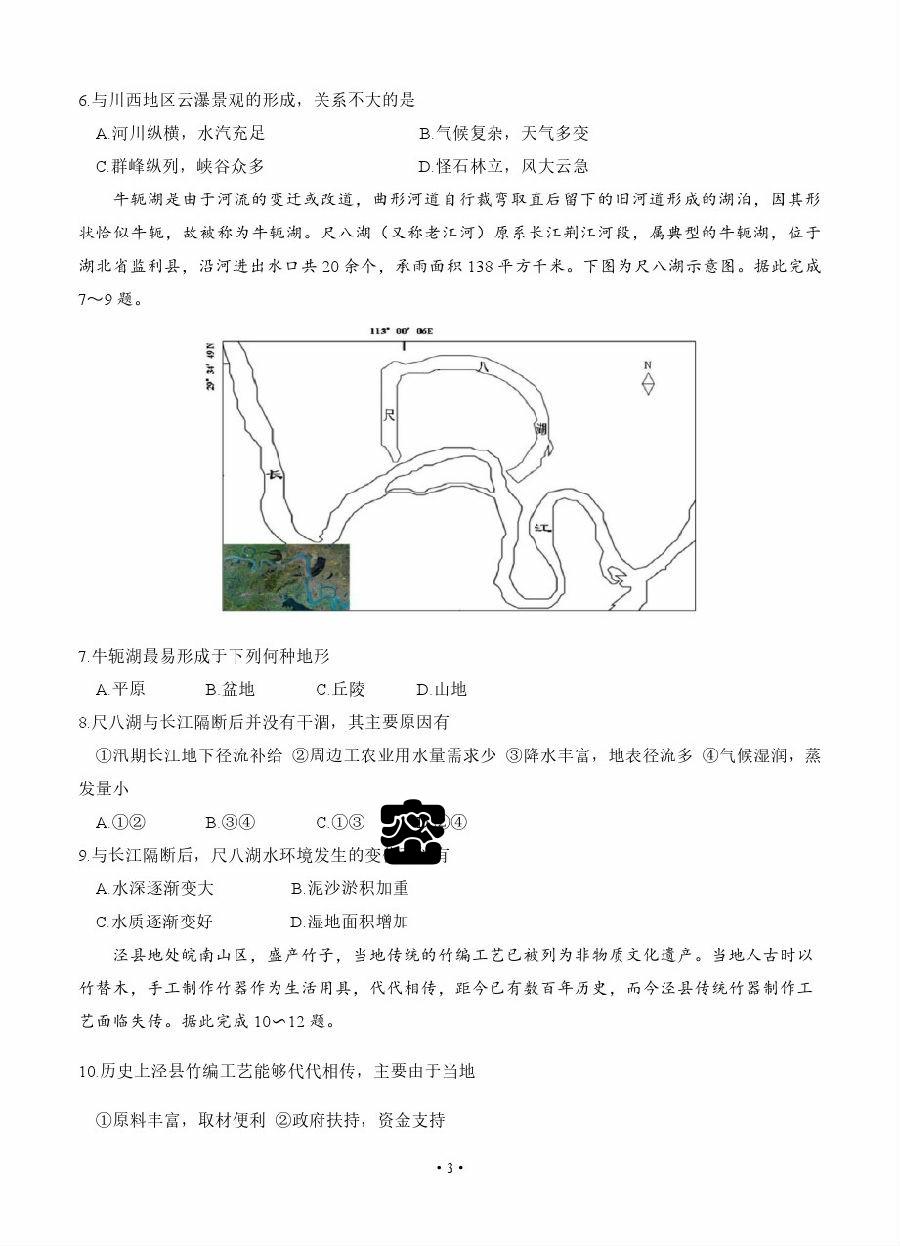 6.与川西地区云瀑景观的形成，关系不大的是
A.河川纵横，水汽充足 B.气候复杂，天气多变
C.群峰纵列，峡谷众多 D.怪石林立，风大云急
牛轭湖是由于河流的变迁或改道，曲形河道自行裁弯取直后留下的旧河道形成的湖泊，因其形
状恰似牛轭，故被称为牛轭湖。尺八湖（又称老江河）原系长江荆江河段，属典型的牛轭湖，位于
湖北省监利县，沿河进出水口共 20 余个，承雨面积 138 平方千米。下图为尺八湖示意图。据此完成
7～9 题。
113° 00′ 06E
29° 34′ 49N
N
八
尺
湖
长
江
7.牛轭湖最易形成于下列何种地形
A.平原 B.盆地 C.丘陵 D.山地
8.尺八湖与长江隔断后并没有干涸，其主要原因有
①汛期长江地下径流补给 ②周边工农业用水量需求少 ③降水丰富，地表径流多 ④气候湿润，蒸
发量小
A.①② B.③④ C.①③ ④
9.与长江隔断后，尺八湖水环境发生的变 有
A.水深逐渐变大 B.泥沙淤积加重
C.水质逐渐变好 D.湿地面积增加
泾县地处皖南山区，盛产竹子，当地传统的竹编工艺已被列为非物质文化遗产。当地人古时以
竹替木，手工制作竹器作为生活用具，代代相传，距今已有数百年历史，而今泾县传统竹器制作工
艺面临失传。据此完成 10∽12 题。
10.历史上泾县竹编工艺能够代代相传，主要由于当地
①原料丰富，取材便利 ②政府扶持，资金支持
• 3 •